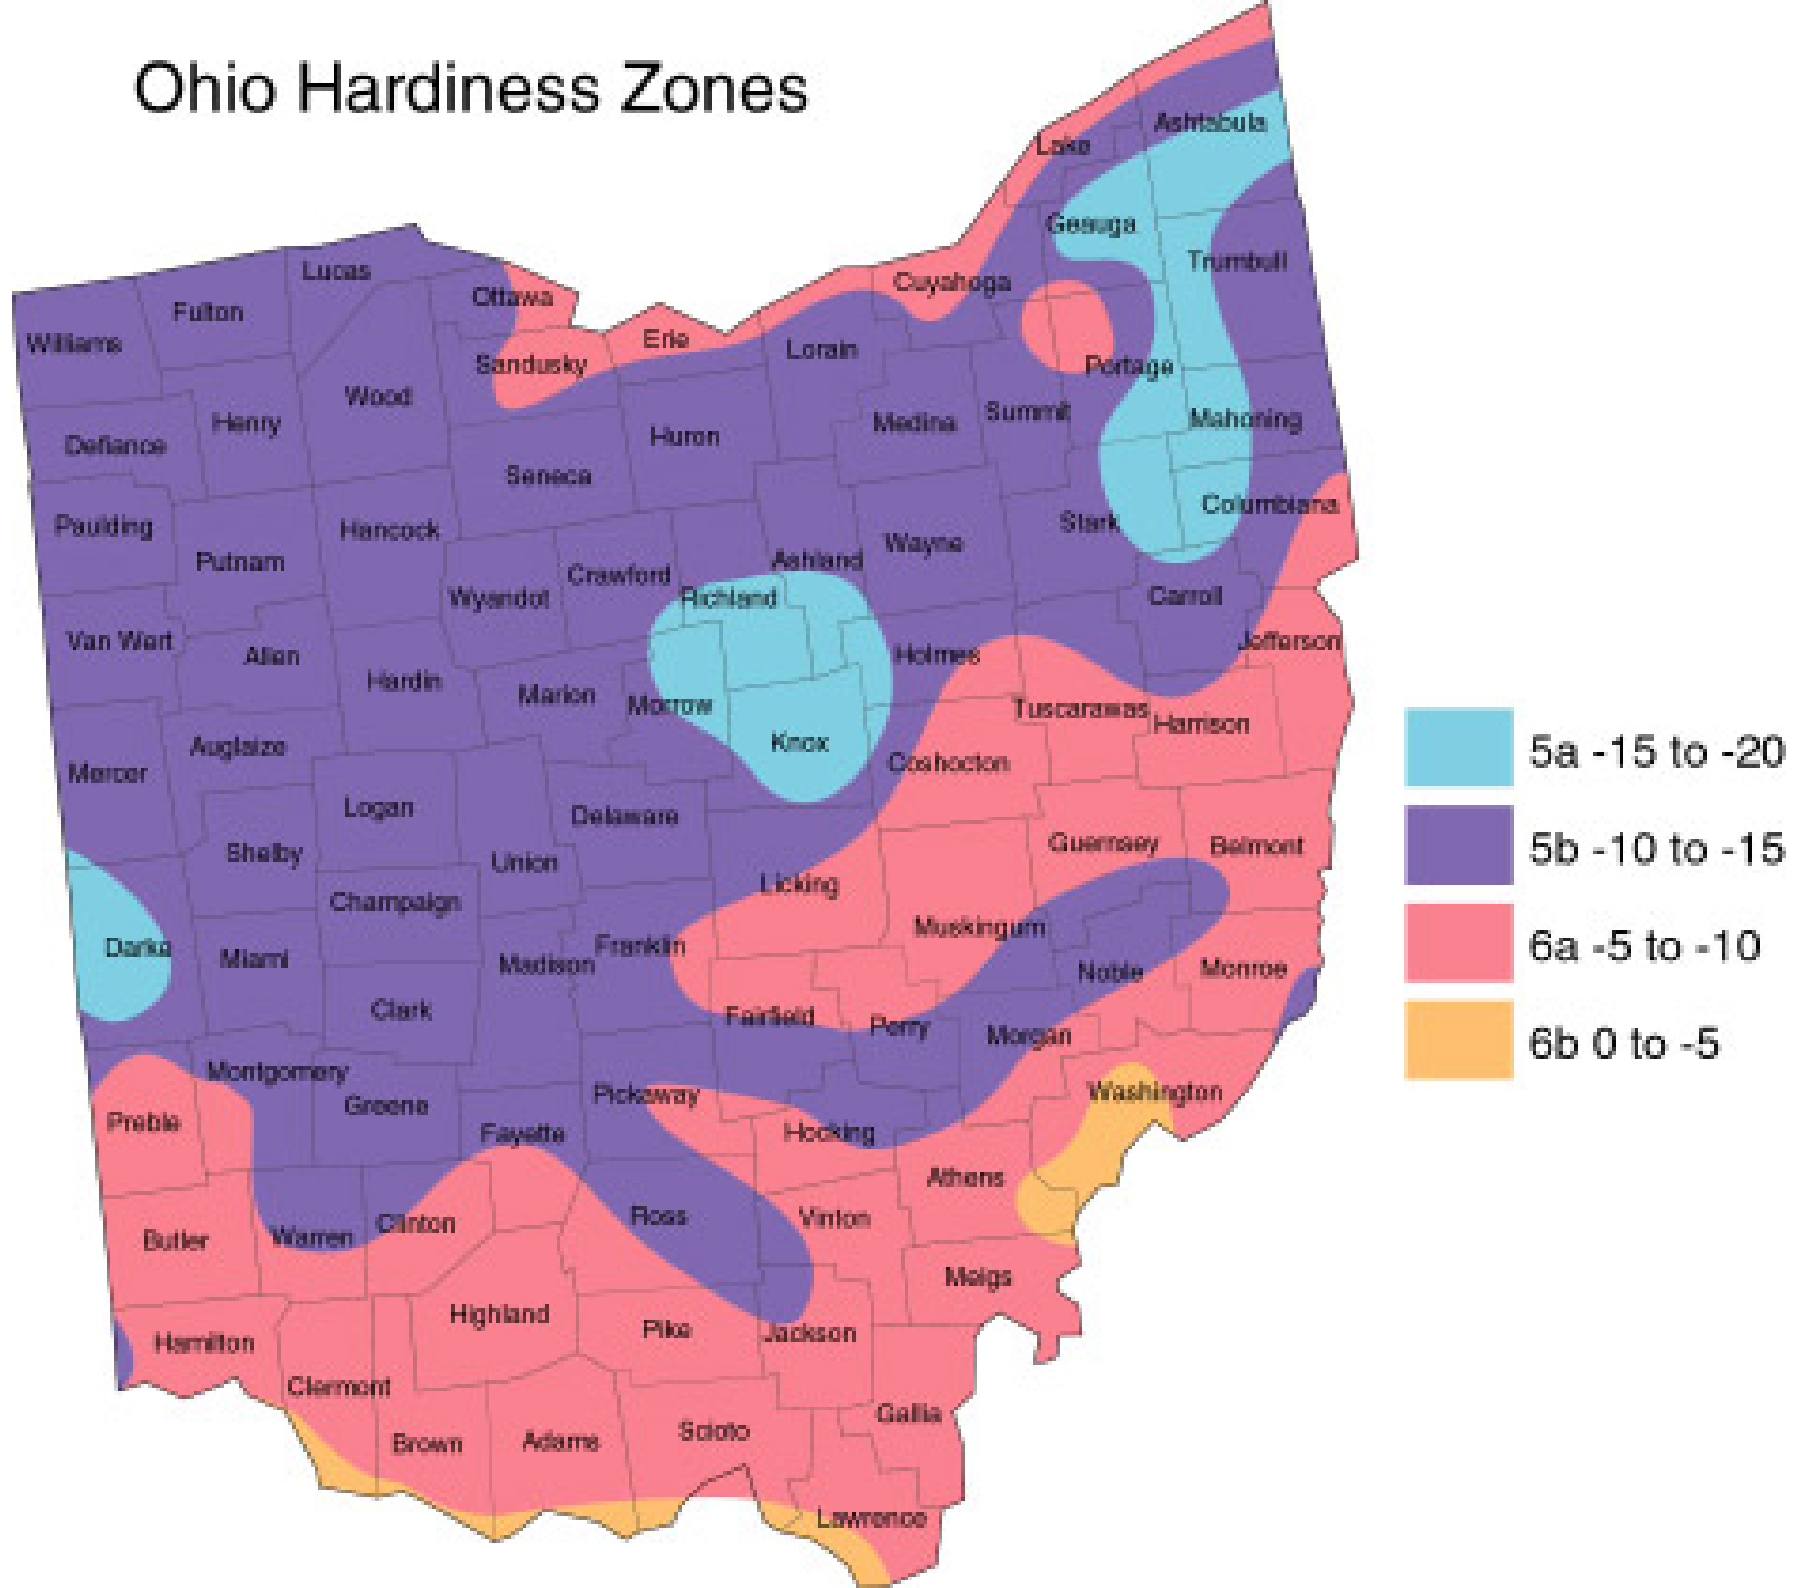 Ohio Hardiness Zones
Ashtabula
Lake
Geauga
Trumbull
Lucas
Cuyahoga
Ottawa
Fulton
Williams
Erie
Lorain
Sandusky
Portage
Wood
Henry
Summit
Mahoning
Medina
Huron
Defiance
Seneca
Columbiana
Stark
Paulding
Hancock
Wayne
Putnam
Ashland
Crawford
Wyandot
Richland
Carroll
Van Wert
Allen
Holmes
Jefferson
Hardin
Marion
Morrow
Tuscarawas
Harrison
Auglaize
Knox
Coshocton
Mercer
Logan
Delaware
Guernsey
Belmont
Shelby
Union
Licking
Champaign
Muskingum
Darke
Miami
Franklin
Madison
Noble
Monroe
Clark
Fairfield
Perry
Morgan
Montgomery
Greene
Pickaway
Washington
Preble
Fayette
Hocking
Athens
Ross
Vinton
Clinton
Warren
Butler
Meigs
Highland
Pike
Jackson
Hamilton
Clermont
Gallia
Scioto
Brown
Adams
Lawrence
5a -15 to -20
5b -10 to -15
6a -5 to -10
6b 0 to -5